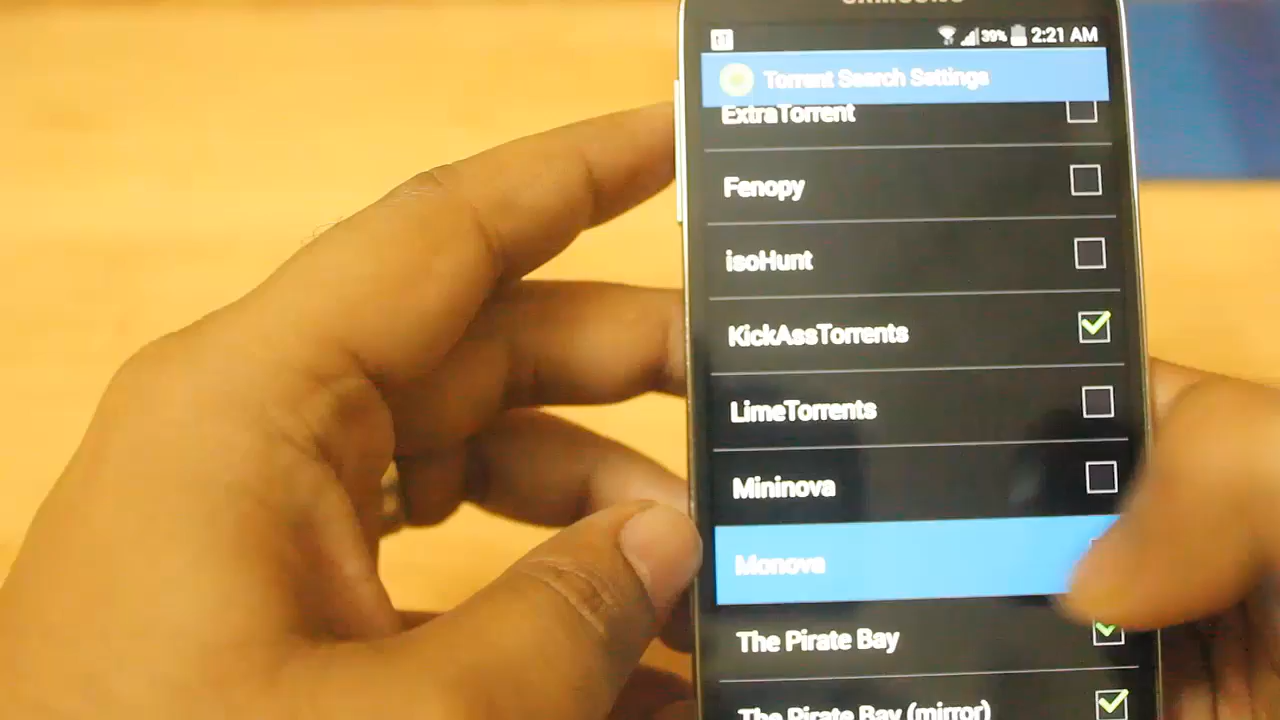 SAMSUNG
39% 2:21 AM
Torrent Search Settings
ExtraTorrent
Fenopy
isoHunt
KickAssTorrents
LimeTorrents
Mininova
Monova
The Pirate Bay
The Pirate Bay (mirror)